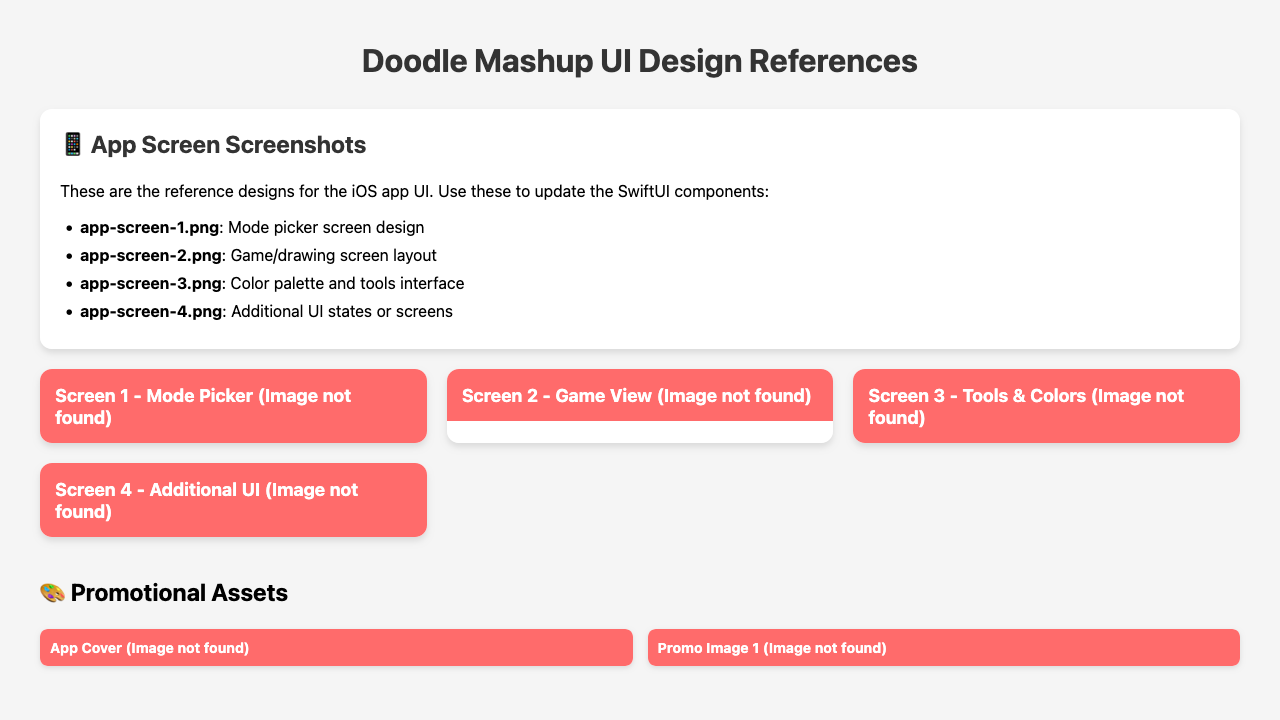 Doodle Mashup UI Design References
📱 App Screen Screenshots
These are the reference designs for the iOS app UI. Use these to update the SwiftUI components:
• app-screen-1.png: Mode picker screen design
• app-screen-2.png: Game/drawing screen layout
• app-screen-3.png: Color palette and tools interface
• app-screen-4.png: Additional UI states or screens
Screen 1 - Mode Picker (Image not
found)
Screen 2 - Game View (Image not found)
Screen 3 - Tools & Colors (Image not
found)
Screen 4 - Additional UI (Image not
found)
🎨 Promotional Assets
App Cover (Image not found)
Promo Image 1 (Image not found)